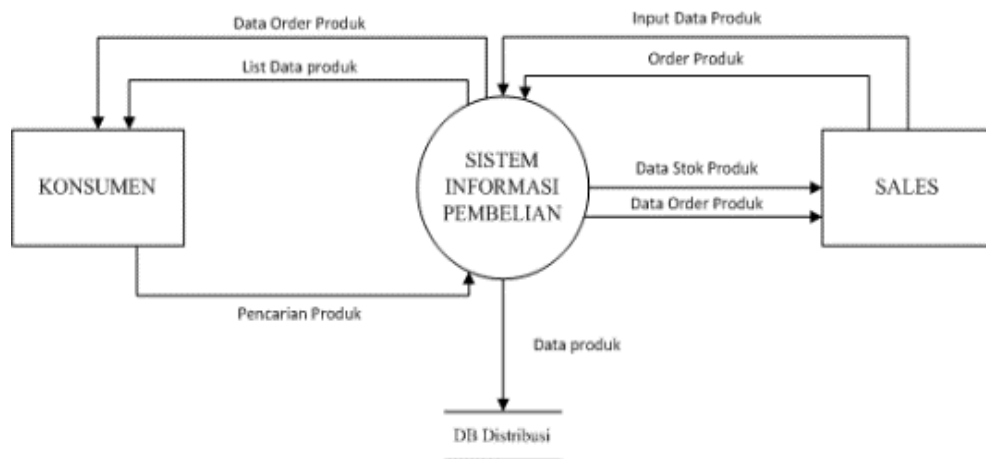 Data Order Produk
Input Data Produk
List Data produk
Order Produk
KONSUMEN
SISTEM
INFORMASI
PEMBELIAN
Data Stok Produk
SALES
Data Order Produk
Pencarian Produk
Data produk
DB Distribusi